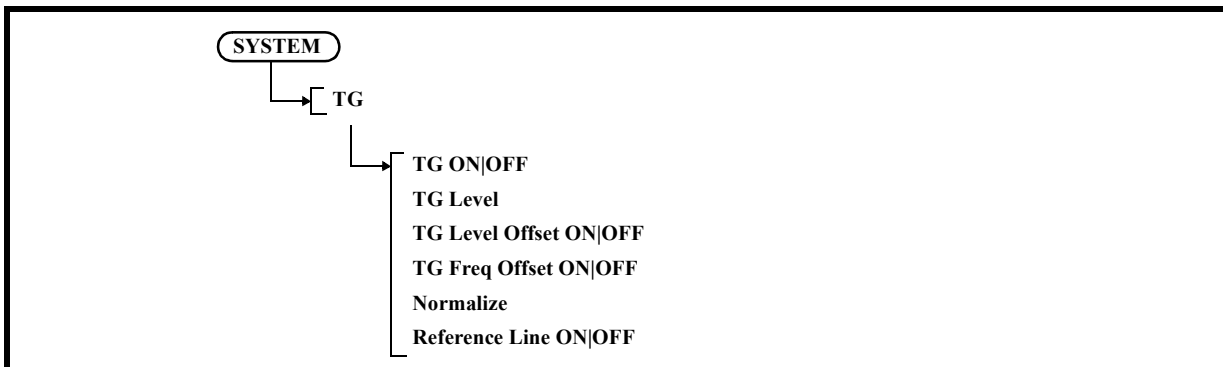 SYSTEM
TG
TG ON|OFF
TG Level
TG Level Offset ON|OFF
TG Freq Offset ON|OFF
Normalize
Reference Line ON|OFF